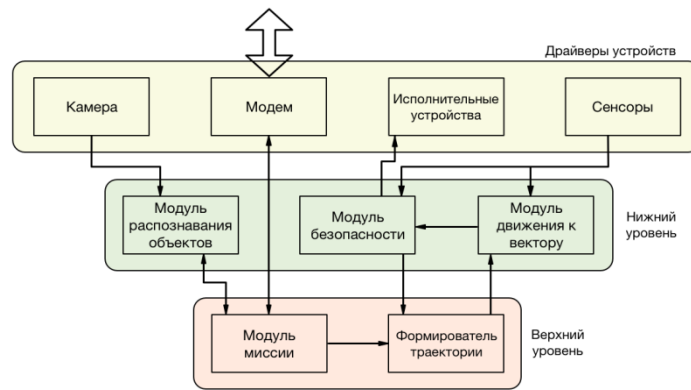 Драйверы устройств
Камера
Модем
Исполнительные
устройства
Сенсоры
Модуль
распознавания
объектов
Модуль
безопасности
Модуль
движения к
вектору
Нижний
уровень
Модуль
миссии
Формирователь
траектории
Верхний
уровень